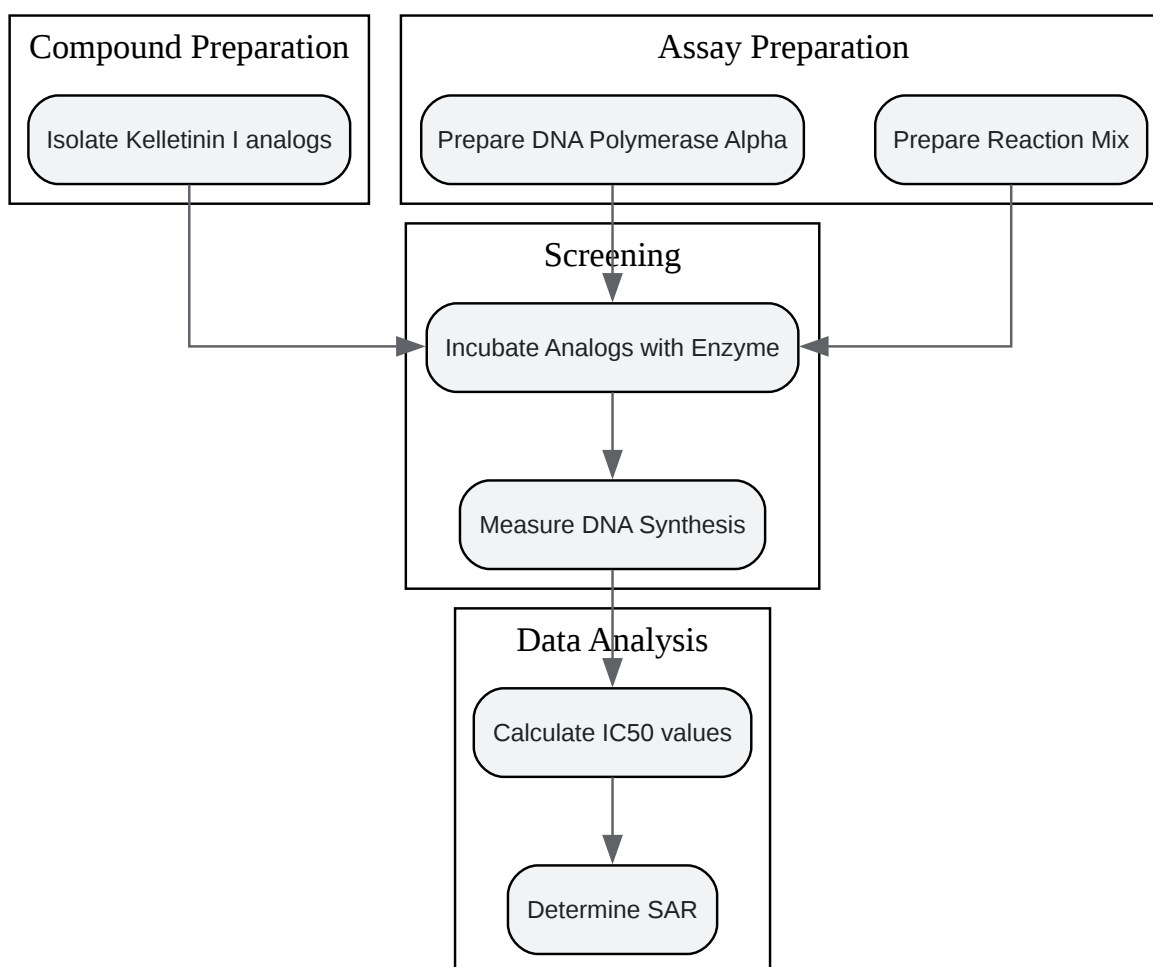 Compound Preparation
Assay Preparation
Isolate Kelletinin I analogs
Prepare DNA Polymerase Alpha
Prepare Reaction Mix
Screening
Incubate Analogs with Enzyme
Measure DNA Synthesis
Data Analysis
Calculate IC50 values
Determine SAR